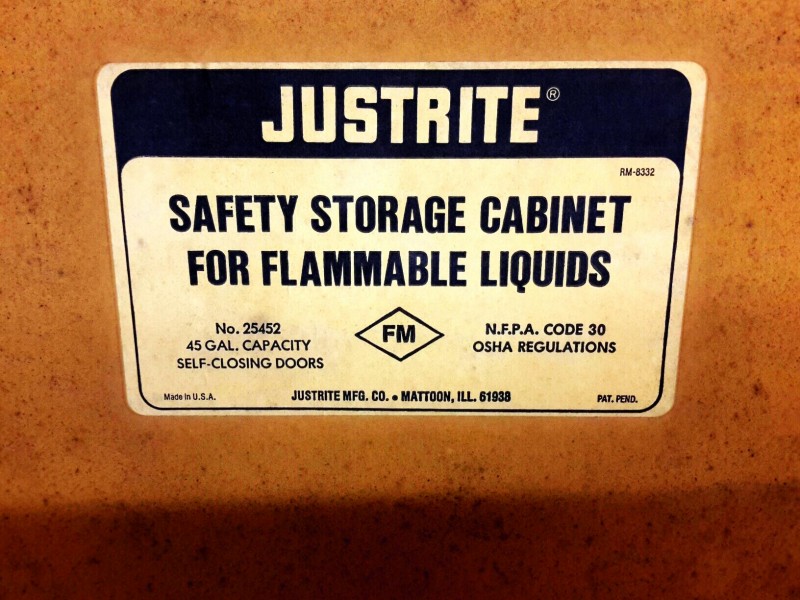 JUSTRITE®
RM-8332
SAFETY STORAGE CABINET
FOR FLAMMABLE LIQUIDS
No. 25452
45 GAL. CAPACITY
SELF-CLOSING DOORS
FM
N.F.P.A. CODE 30
OSHA REGULATIONS
Made in U.S.A.
JUSTRITE MFG. CO. • MATTOON, ILL. 61938
PAT. PEND.